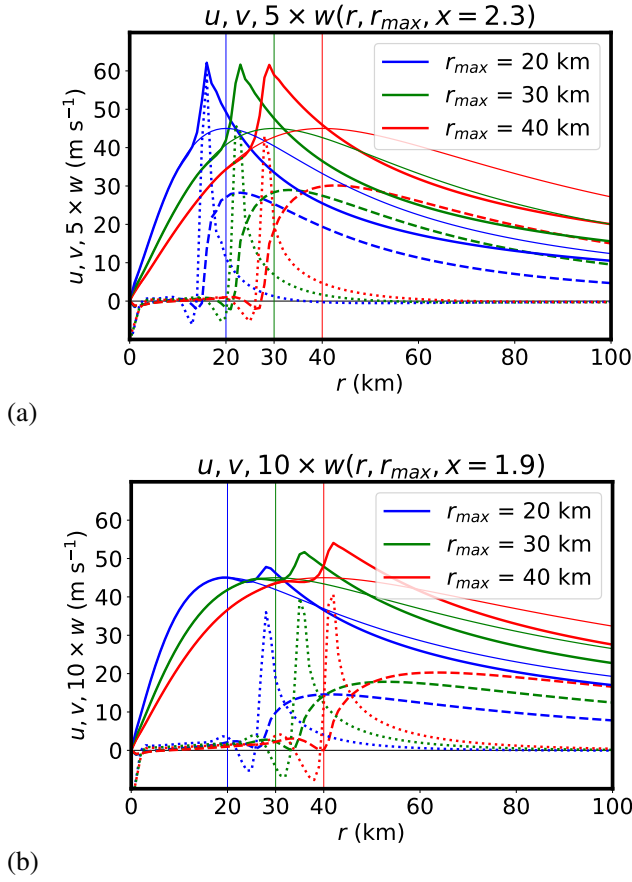 u, v, 5 × w(r, r_max, x = 2.3)
u, v, 5 × w (m s⁻¹)
60
50
40
30
20
10
0
r_max = 20 km
r_max = 30 km
r_max = 40 km
0 20 30 40 60 80 100
r (km)
(a)
u, v, 10 × w(r, r_max, x = 1.9)
u, v, 10 × w (m s⁻¹)
60
50
40
30
20
10
0
r_max = 20 km
r_max = 30 km
r_max = 40 km
0 20 30 40 60 80 100
r (km)
(b)